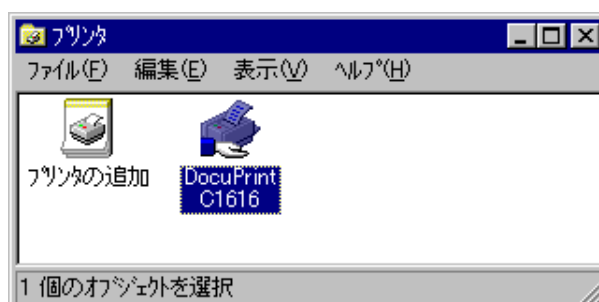 プリンタ
ファイル(F) 編集(E) 表示(V) ヘルプ(H)
プリンタの追加
DocuPrint
C1616
1 個のオブジェクトを選択